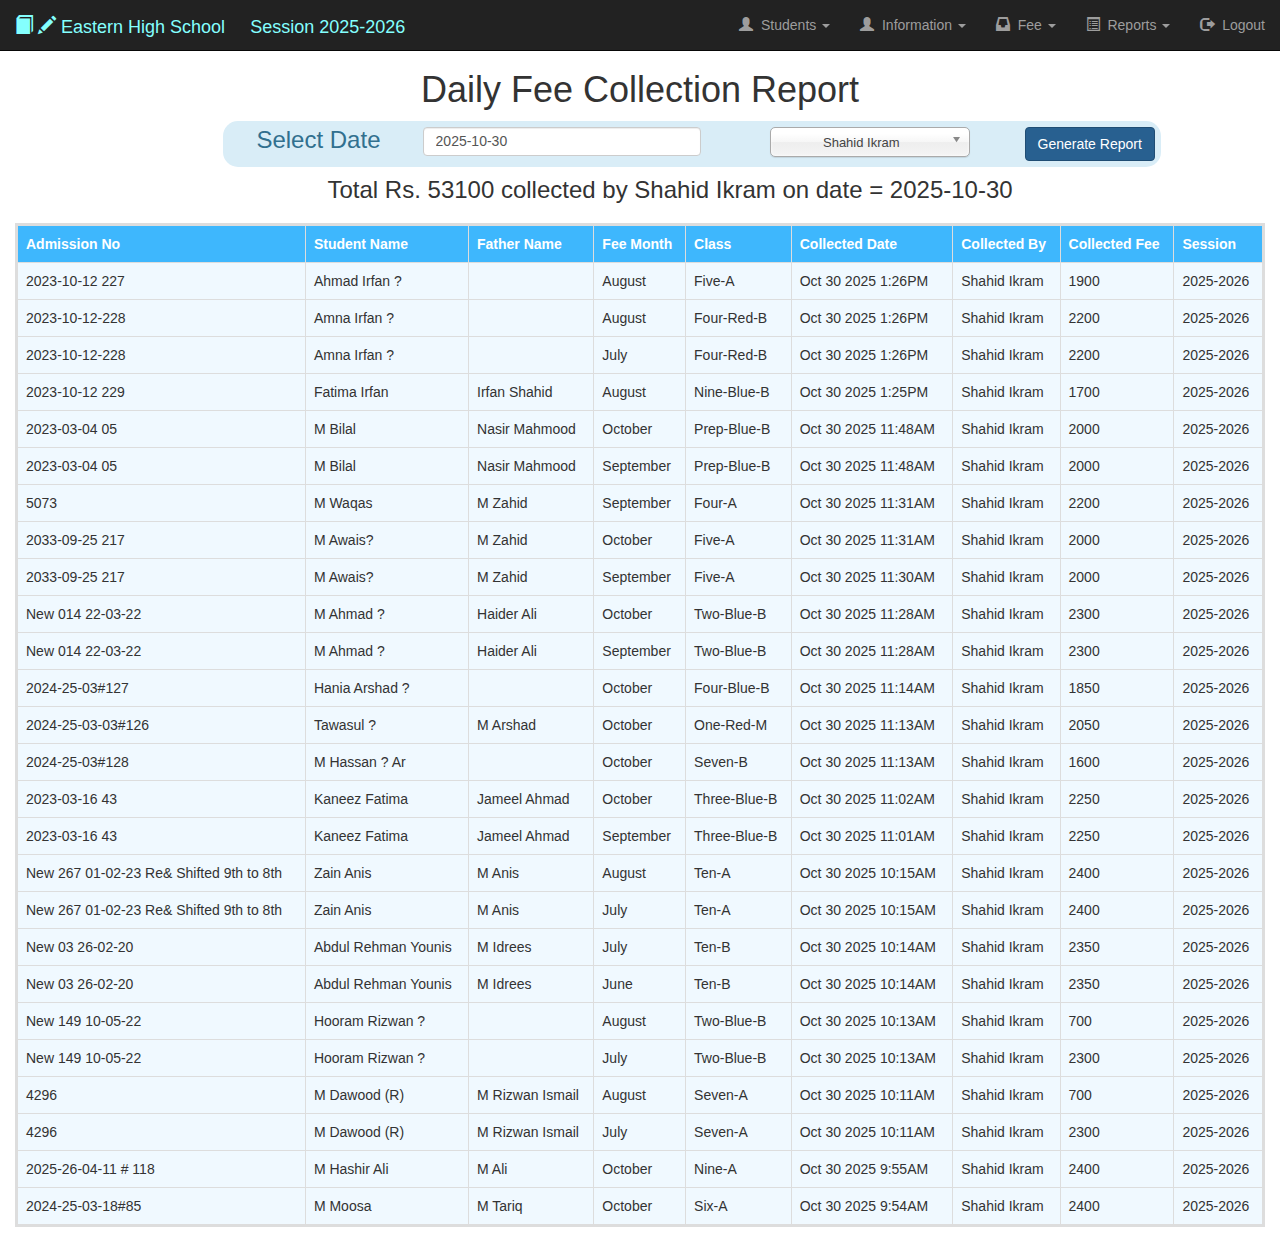 Eastern High School Session 2025-2026 Students Information Fee Reports Logout
Daily Fee Collection Report
Select Date 2025-10-30 Shahid Ikram Generate Report
Total Rs. 53100 collected by Shahid Ikram on date = 2025-10-30
Admission No Student Name Father Name Fee Month Class Collected Date Collected By Collected Fee Session
2023-10-12 227 Ahmad Irfan ? August Five-A Oct 30 2025 1:26PM Shahid Ikram 1900 2025-2026
2023-10-12-228 Amna Irfan ? August Four-Red-B Oct 30 2025 1:26PM Shahid Ikram 2200 2025-2026
2023-10-12-228 Amna Irfan ? July Four-Red-B Oct 30 2025 1:26PM Shahid Ikram 2200 2025-2026
2023-10-12 229 Fatima Irfan Irfan Shahid August Nine-Blue-B Oct 30 2025 1:25PM Shahid Ikram 1700 2025-2026
2023-03-04 05 M Bilal Nasir Mahmood October Prep-Blue-B Oct 30 2025 11:48AM Shahid Ikram 2000 2025-2026
2023-03-04 05 M Bilal Nasir Mahmood September Prep-Blue-B Oct 30 2025 11:48AM Shahid Ikram 2000 2025-2026
5073 M Waqas M Zahid September Four-A Oct 30 2025 11:31AM Shahid Ikram 2200 2025-2026
2033-09-25 217 M Awais? M Zahid October Five-A Oct 30 2025 11:31AM Shahid Ikram 2000 2025-2026
2033-09-25 217 M Awais? M Zahid September Five-A Oct 30 2025 11:30AM Shahid Ikram 2000 2025-2026
New 014 22-03-22 M Ahmad ? Haider Ali October Two-Blue-B Oct 30 2025 11:28AM Shahid Ikram 2300 2025-2026
New 014 22-03-22 M Ahmad ? Haider Ali September Two-Blue-B Oct 30 2025 11:28AM Shahid Ikram 2300 2025-2026
2024-25-03#127 Hania Arshad ? October Four-Blue-B Oct 30 2025 11:14AM Shahid Ikram 1850 2025-2026
2024-25-03-03#126 Tawasul ? M Arshad October One-Red-M Oct 30 2025 11:13AM Shahid Ikram 2050 2025-2026
2024-25-03#128 M Hassan ? Ar October Seven-B Oct 30 2025 11:13AM Shahid Ikram 1600 2025-2026
2023-03-16 43 Kaneez Fatima Jameel Ahmad October Three-Blue-B Oct 30 2025 11:02AM Shahid Ikram 2250 2025-2026
2023-03-16 43 Kaneez Fatima Jameel Ahmad September Three-Blue-B Oct 30 2025 11:01AM Shahid Ikram 2250 2025-2026
New 267 01-02-23 Re& Shifted 9th to 8th Zain Anis M Anis August Ten-A Oct 30 2025 10:15AM Shahid Ikram 2400 2025-2026
New 267 01-02-23 Re& Shifted 9th to 8th Zain Anis M Anis July Ten-A Oct 30 2025 10:15AM Shahid Ikram 2400 2025-2026
New 03 26-02-20 Abdul Rehman Younis M Idrees July Ten-B Oct 30 2025 10:14AM Shahid Ikram 2350 2025-2026
New 03 26-02-20 Abdul Rehman Younis M Idrees June Ten-B Oct 30 2025 10:14AM Shahid Ikram 2350 2025-2026
New 149 10-05-22 Hooram Rizwan ? August Two-Blue-B Oct 30 2025 10:13AM Shahid Ikram 700 2025-2026
New 149 10-05-22 Hooram Rizwan ? July Two-Blue-B Oct 30 2025 10:13AM Shahid Ikram 2300 2025-2026
4296 M Dawood (R) M Rizwan Ismail August Seven-A Oct 30 2025 10:11AM Shahid Ikram 700 2025-2026
4296 M Dawood (R) M Rizwan Ismail July Seven-A Oct 30 2025 10:11AM Shahid Ikram 2300 2025-2026
2025-26-04-11 # 118 M Hashir Ali M Ali October Nine-A Oct 30 2025 9:55AM Shahid Ikram 2400 2025-2026
2024-25-03-18#85 M Moosa M Tariq October Six-A Oct 30 2025 9:54AM Shahid Ikram 2400 2025-2026